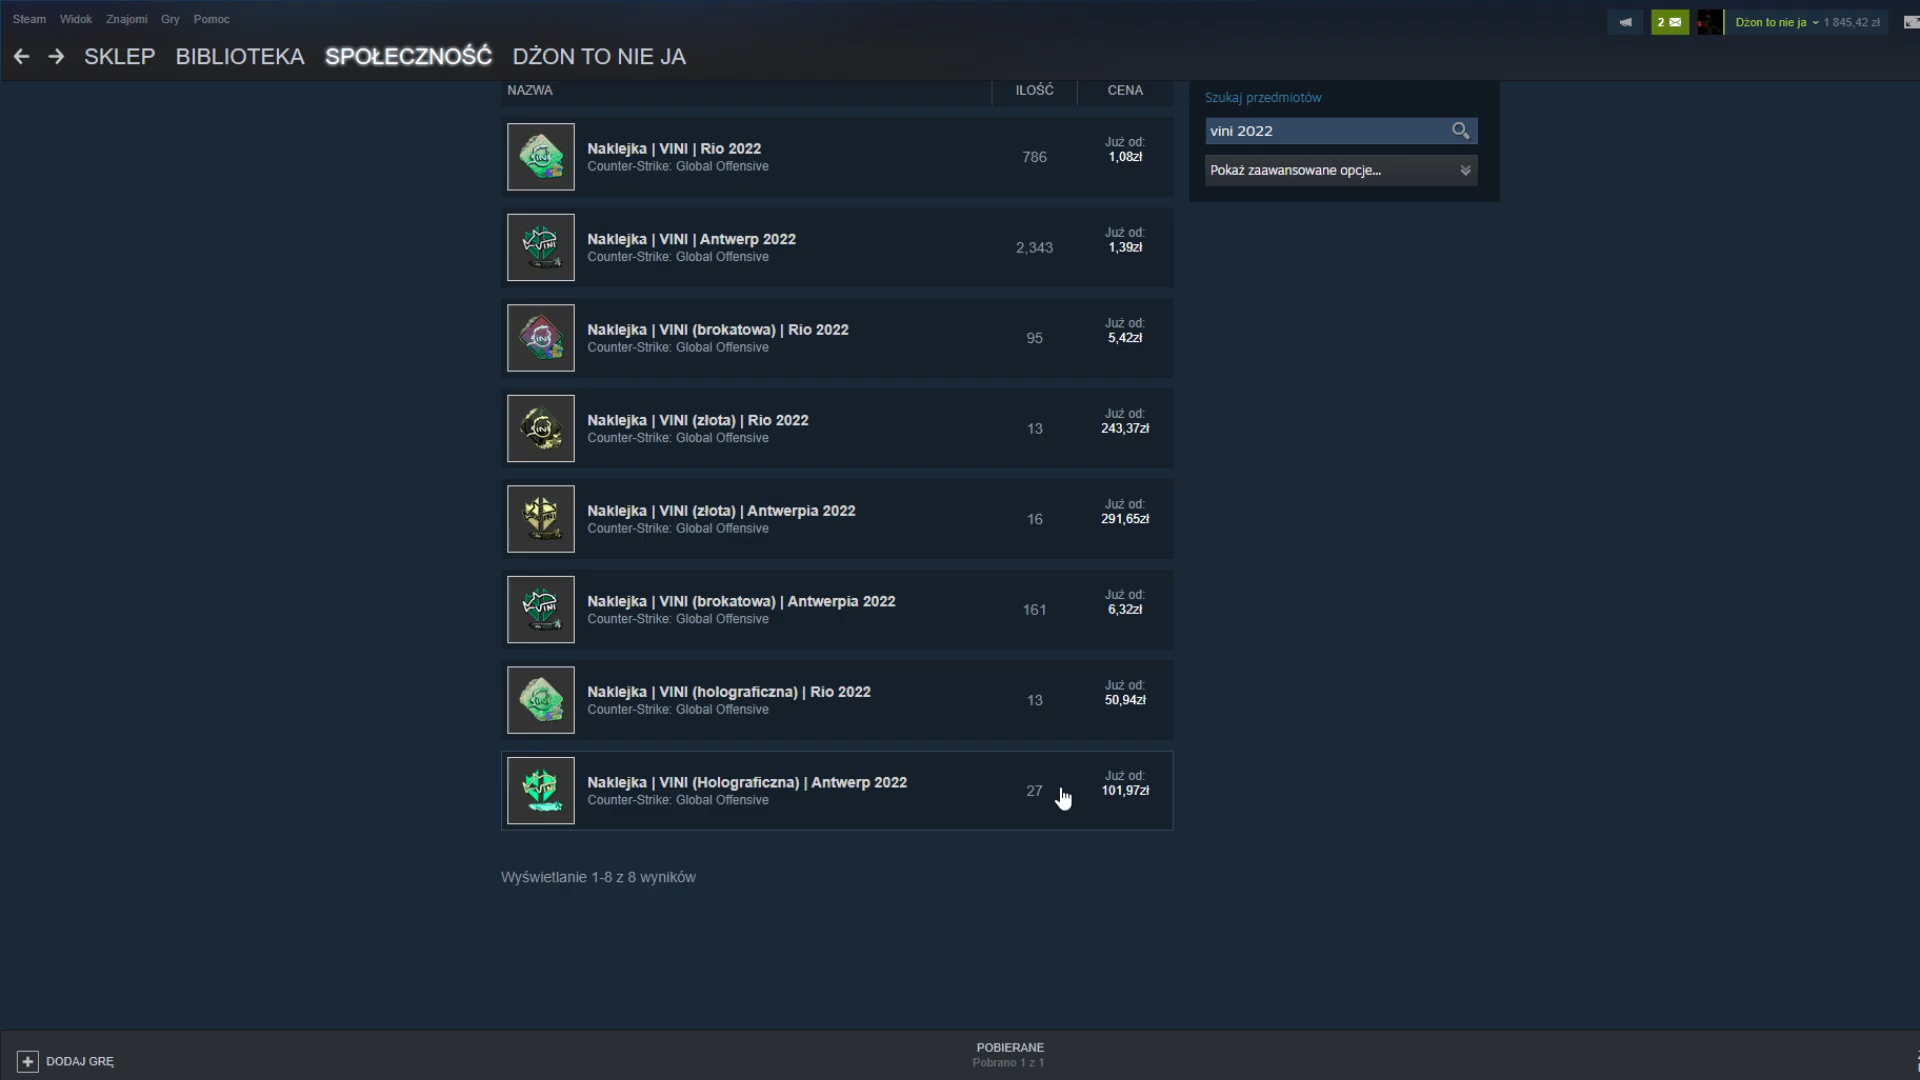 Steam Widok Znajomi Gry Pomoc
2 Dżon to nie ja 1 845,42 zł
SKLEP BIBLIOTEKA SPOŁECZNOŚĆ DŻON TO NIE JA
NAZWA ILOŚĆ CENA
Szukaj przedmiotów
vini 2022
Pokaż zaawansowane opcje...
Naklejka | VINI | Rio 2022
Counter-Strike: Global Offensive
786
Już od:
1,08zł
Naklejka | VINI | Antwerp 2022
Counter-Strike: Global Offensive
2,343
Już od:
1,39zł
Naklejka | VINI (brokatowa) | Rio 2022
Counter-Strike: Global Offensive
95
Już od:
5,42zł
Naklejka | VINI (złota) | Rio 2022
Counter-Strike: Global Offensive
13
Już od:
243,37zł
Naklejka | VINI (złota) | Antwerpia 2022
Counter-Strike: Global Offensive
16
Już od:
291,65zł
Naklejka | VINI (brokatowa) | Antwerpia 2022
Counter-Strike: Global Offensive
161
Już od:
6,32zł
Naklejka | VINI (holograficzna) | Rio 2022
Counter-Strike: Global Offensive
13
Już od:
50,94zł
Naklejka | VINI (Holograficzna) | Antwerp 2022
Counter-Strike: Global Offensive
27
Już od:
101,97zł
Wyświetlanie 1-8 z 8 wyników
DODAJ GRĘ
POBIERANE
Pobrano 1 z 1